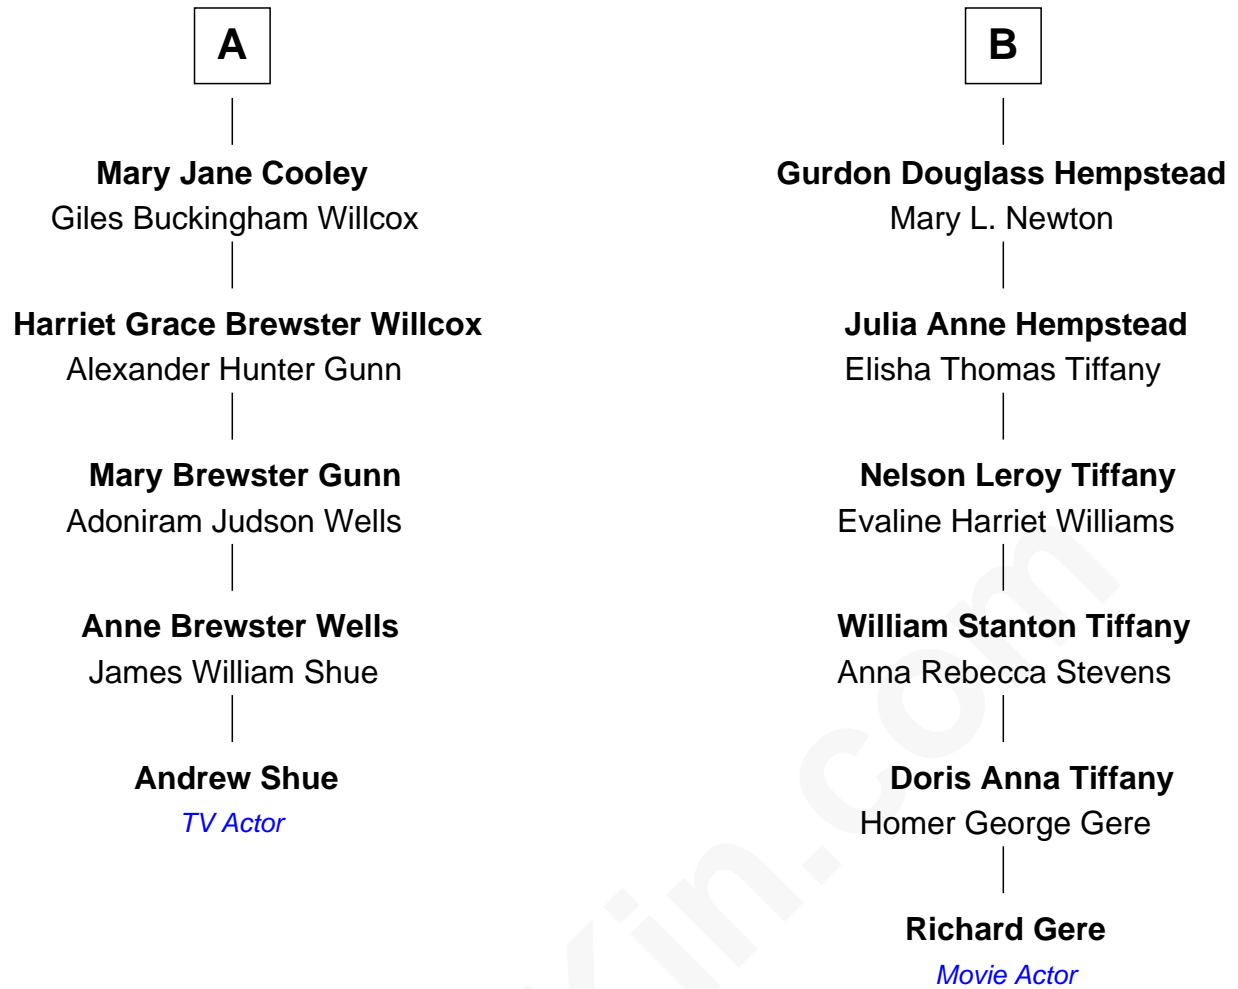 A
Mary Jane Cooley
Giles Buckingham Willcox
Harriet Grace Brewster Willcox
Alexander Hunter Gunn
Mary Brewster Gunn
Adoniram Judson Wells
Anne Brewster Wells
James William Shue
Andrew Shue
TV Actor
B
Gurdon Douglass Hempstead
Mary L. Newton
Julia Anne Hempstead
Elisha Thomas Tiffany
Nelson Leroy Tiffany
Evaline Harriet Williams
William Stanton Tiffany
Anna Rebecca Stevens
Doris Anna Tiffany
Homer George Gere
Richard Gere
Movie Actor
Kin.com